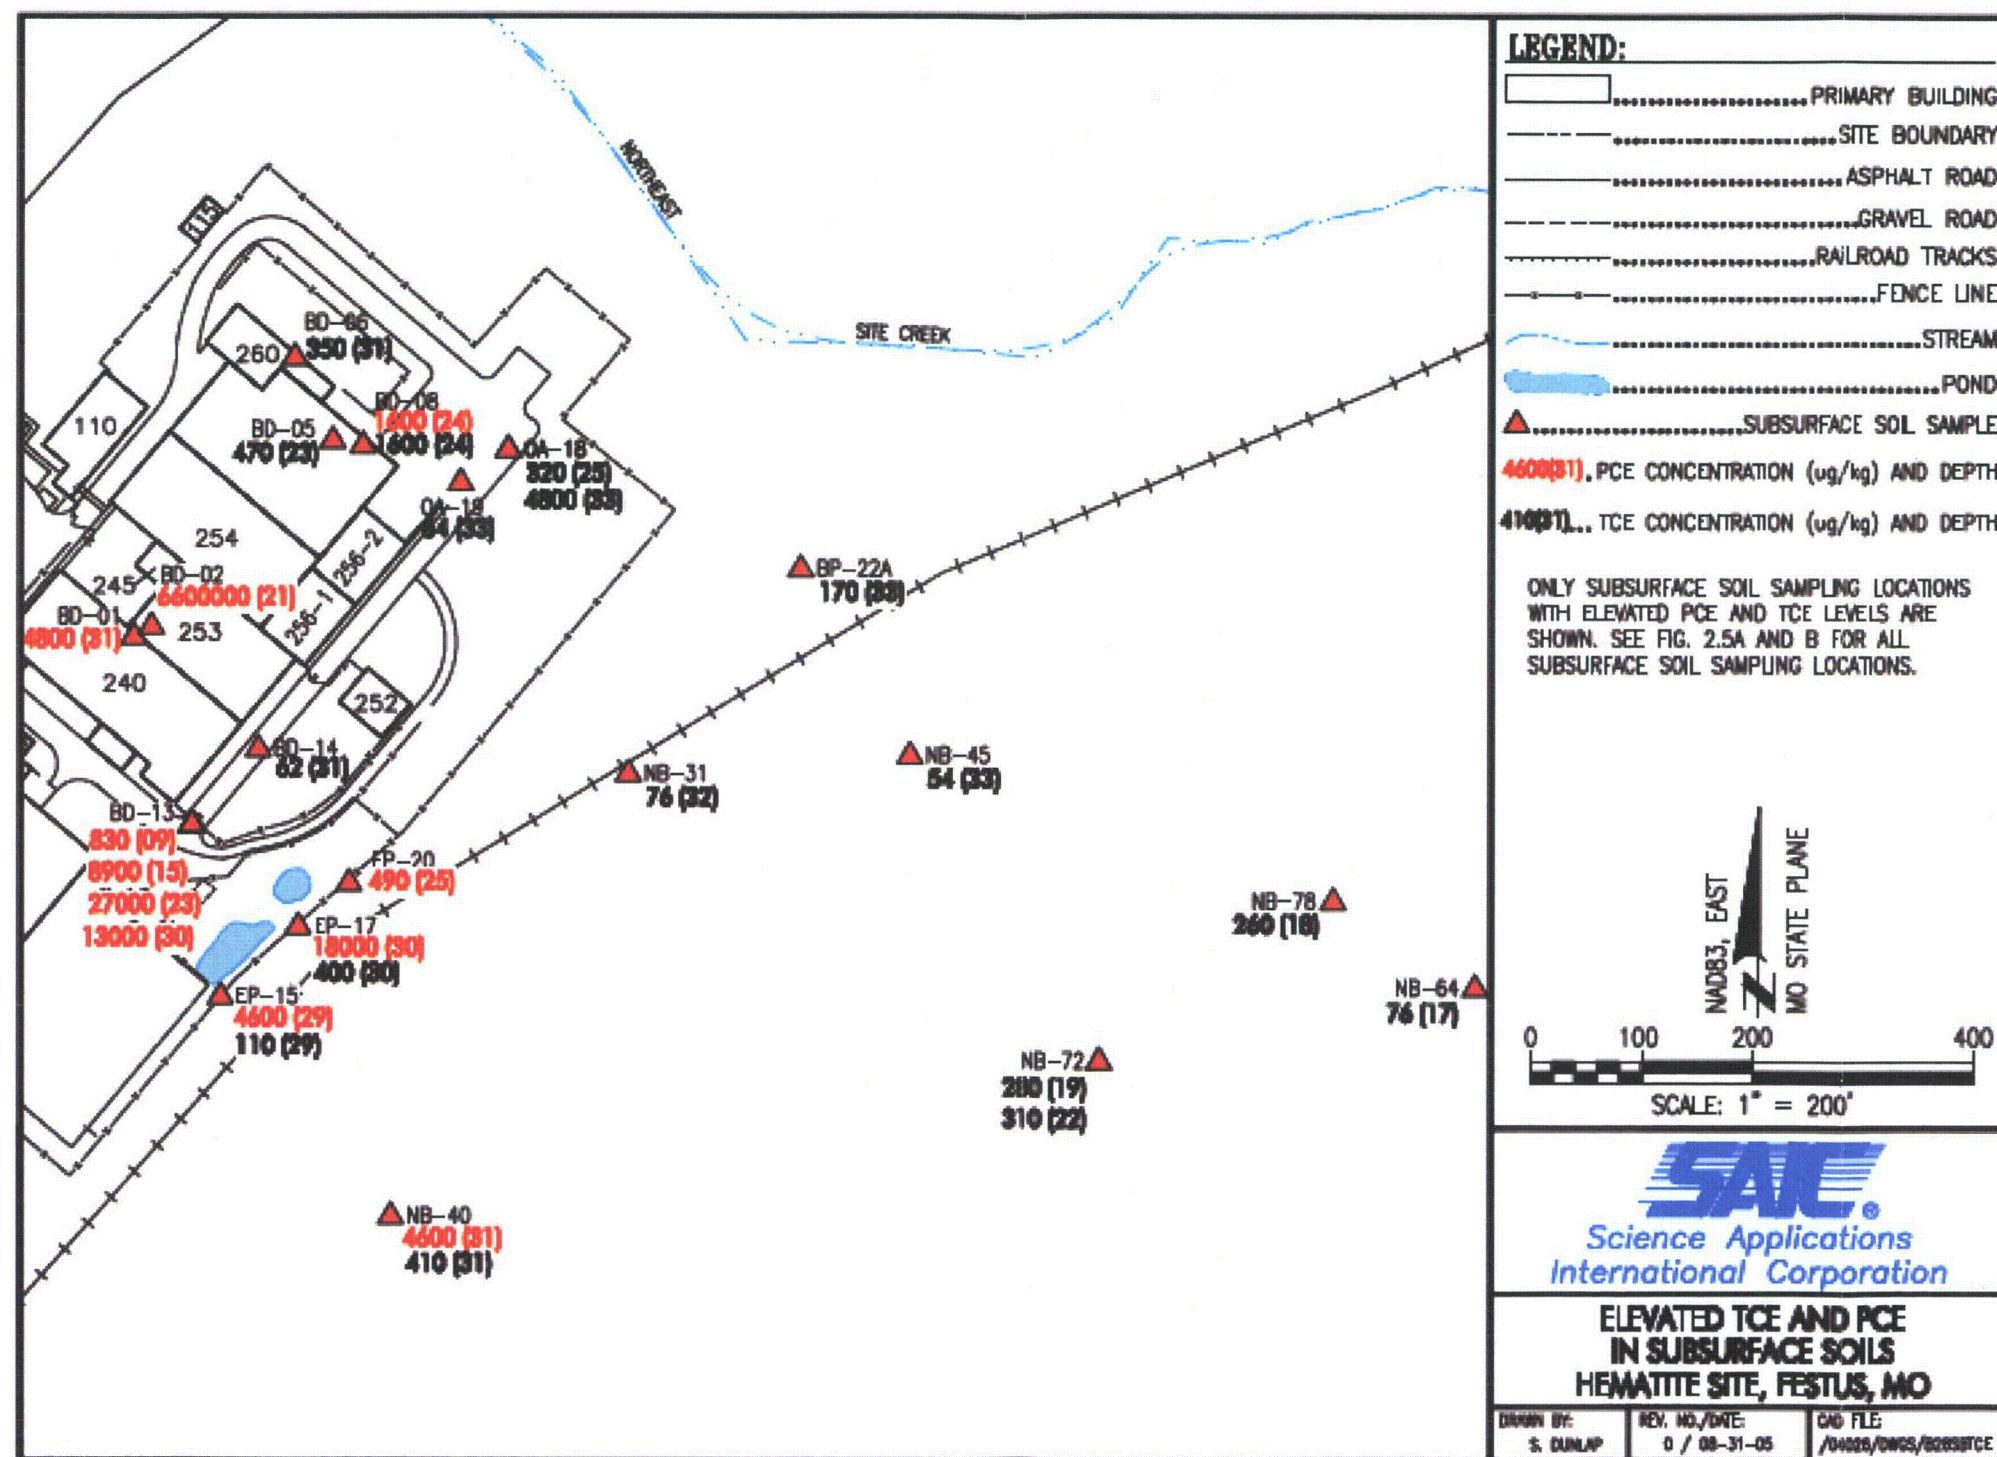 NORTHEAST
SITE CREEK
115
BD-06
350 (31)
260
110
BD-08
1600 (24)
1600 (24)
BD-05
470 (23)
OA-18
320 (25)
4800 (33)
OA-19
(33)
254
256-2
256-1
245
BD-02
6600000 (21)
BD-01
4800 (31)
253
240
252
BP-22A
170 (33)
BD-14
62 (31)
NB-31
76 (32)
NB-45
54 (33)
BD-13
830 (09)
8900 (15)
27000 (23)
13000 (30)
EP-20
490 (25)
EP-17
18000 (30)
400 (30)
EP-15
4600 (29)
110 (29)
NB-78
260 (18)
NB-64
76 (17)
NB-72
280 (19)
310 (22)
NB-40
4600 (31)
410 (31)
LEGEND:
PRIMARY BUILDING
SITE BOUNDARY
ASPHALT ROAD
GRAVEL ROAD
RAILROAD TRACKS
FENCE LINE
STREAM
POND
SUBSURFACE SOIL SAMPLE
4600(31). PCE CONCENTRATION (ug/kg) AND DEPTH
410(31)... TCE CONCENTRATION (ug/kg) AND DEPTH
ONLY SUBSURFACE SOIL SAMPLING LOCATIONS
WITH ELEVATED PCE AND TCE LEVELS ARE
SHOWN. SEE FIG. 2.5A AND B FOR ALL
SUBSURFACE SOIL SAMPLING LOCATIONS.
NAD83, EAST
N
MO STATE PLANE
0 100 200 400
SCALE: 1" = 200'
SAIC®
Science Applications
International Corporation
ELEVATED TCE AND PCE
IN SUBSURFACE SOILS
HEMATITE SITE, FESTUS, MO
DRAWN BY:
S. DUNLAP
REV. NO./DATE:
0 / 08-31-05
CAD FILE: